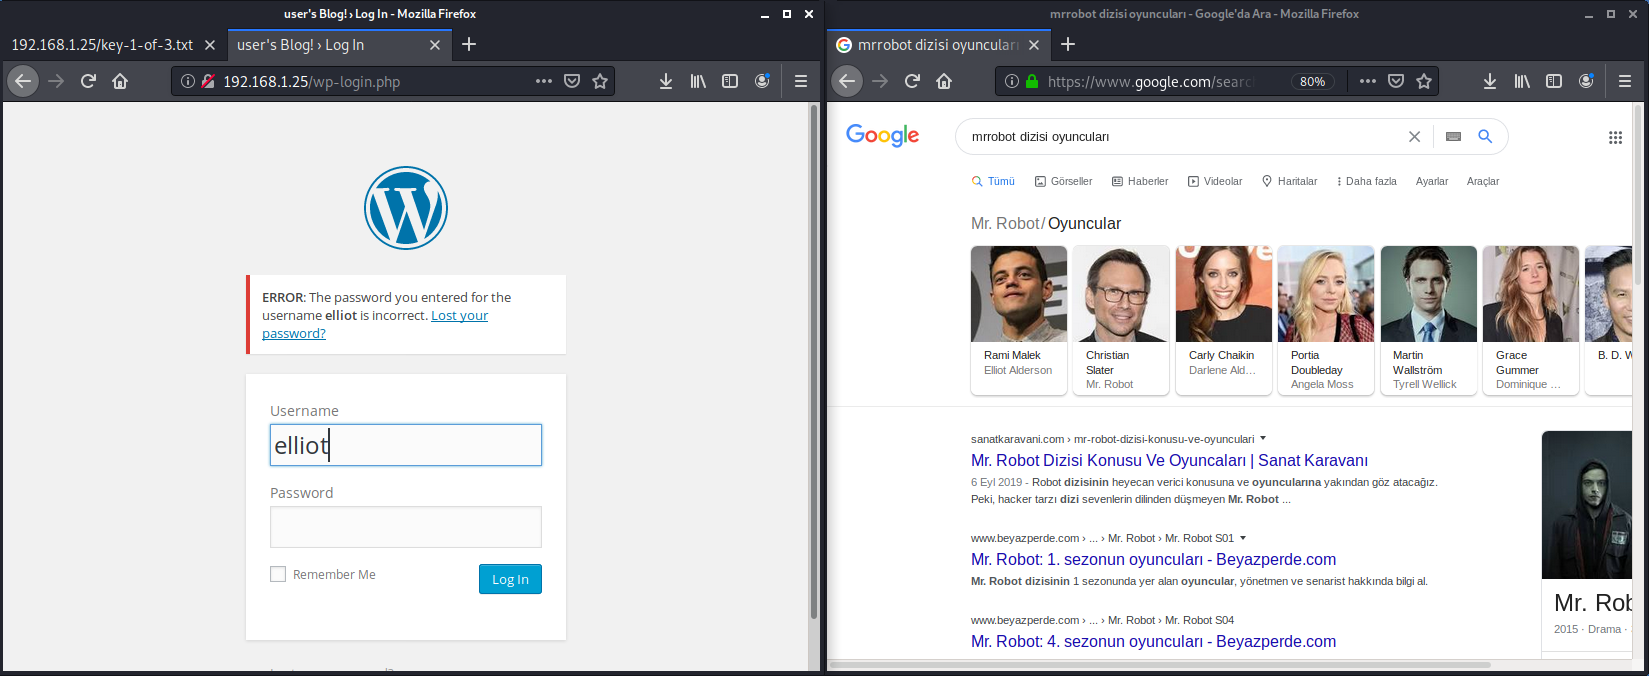 user's Blog! › Log In - Mozilla Firefox
192.168.1.25/key-1-of-3.txt
user's Blog! › Log In
192.168.1.25/wp-login.php
ERROR: The password you entered for the
username elliot is incorrect. Lost your
password?
Username
elliot
Password
Remember Me
Log In
mrrobot dizisi oyuncuları - Google'da Ara - Mozilla Firefox
mrrobot dizisi oyuncuları
https://www.google.com/searc
80%
Google
mrrobot dizisi oyuncuları
Tümü
Görseller
Haberler
Videolar
Haritalar
Daha fazla
Ayarlar
Araçlar
Mr. Robot/ Oyuncular
Rami Malek
Elliot Alderson
Christian
Slater
Mr. Robot
Carly Chaikin
Darlene Ald...
Portia
Doubleday
Angela Moss
Martin
Wallström
Tyrell Wellick
Grace
Gummer
Dominique ...
B. D. W
sanatkaravani.com › mr-robot-dizisi-konusu-ve-oyunculari
Mr. Robot Dizisi Konusu Ve Oyuncaları | Sanat Karavanı
6 Eyl 2019 - Robot dizisinin heyecan verici konusuna ve oyuncularına yakından göz atacağız.
Peki, hacker tarzı dizi sevenlerin dilinden düşmeyen Mr. Robot ...
www.beyazperde.com › ... › Mr. Robot › Mr. Robot S01
Mr. Robot: 1. sezonun oyuncuları - Beyazperde.com
Mr. Robot dizisinin 1 sezonunda yer alan oyuncular, yönetmen ve senarist hakkında bilgi al.
www.beyazperde.com › ... › Mr. Robot › Mr. Robot S04
Mr. Robot: 4. sezonun oyuncuları - Beyazperde.com
Mr. Rob
2015 · Drama ·